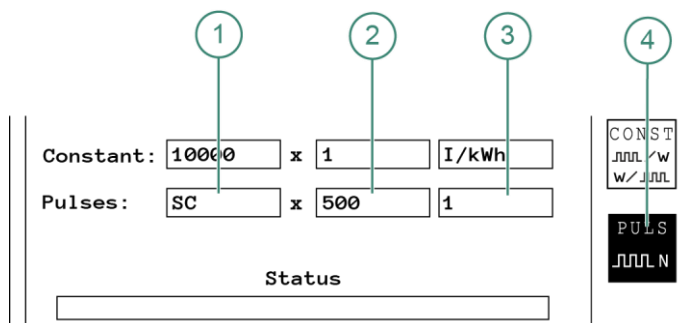 1 2 3 4
Constant: 10000 x 1 I/kWh
Pulses: SC x 500 1
Status
CONST
/W
W/
PULS
N